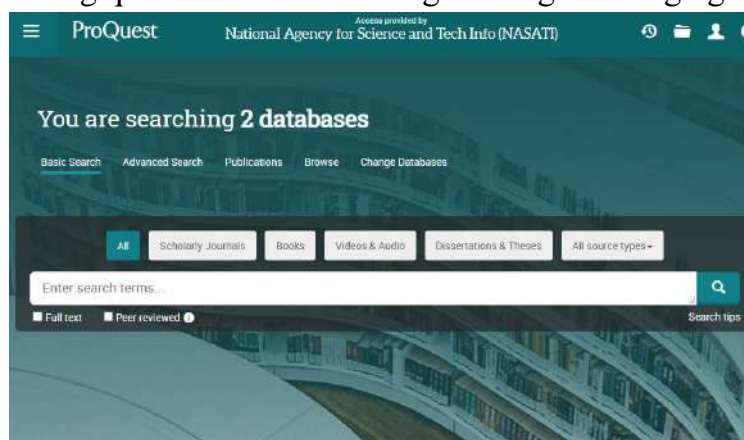 Access provided by
ProQuest National Agency for Science and Tech Info (NASATI)
You are searching 2 databases
Basic Search Advanced Search Publications Browse Change Databases
All Scholarly Journals Books Videos & Audio Dissertations & Theses All source types
Enter search terms...
Full text Peer reviewed
Search tips